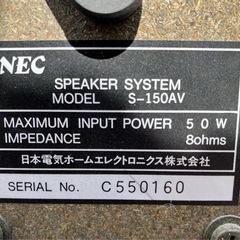 NEC
SPEAKER SYSTEM
MODEL S-150AV
MAXIMUM INPUT POWER 50W
IMPEDANCE 8ohms
日本電気ホームエレクトロニクス株式会社
SERIAL No. C550160